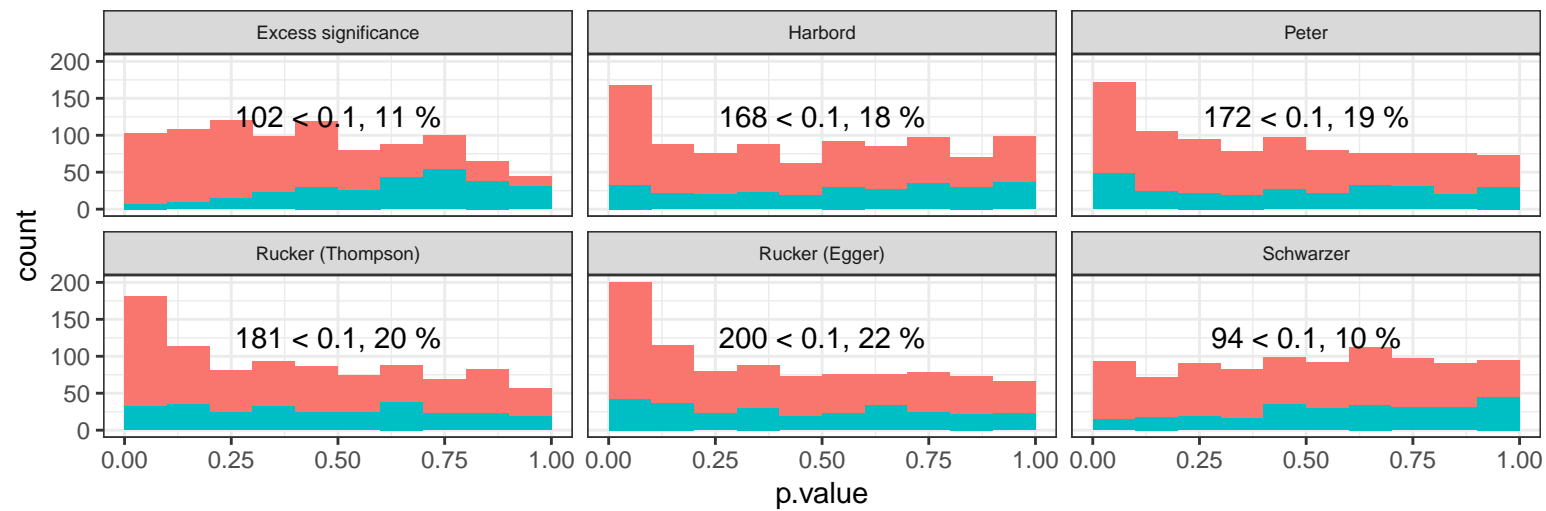 Excess significance
Harbord
Peter
200
150
100
50
0
102 < 0.1, 11 %
168 < 0.1, 18 %
172 < 0.1, 19 %
count
Rucker (Thompson)
Rucker (Egger)
Schwarzer
200
150
100
50
0
181 < 0.1, 20 %
200 < 0.1, 22 %
94 < 0.1, 10 %
0.00 0.25 0.50 0.75 1.00
0.00 0.25 0.50 0.75 1.00
0.00 0.25 0.50 0.75 1.00
p.value